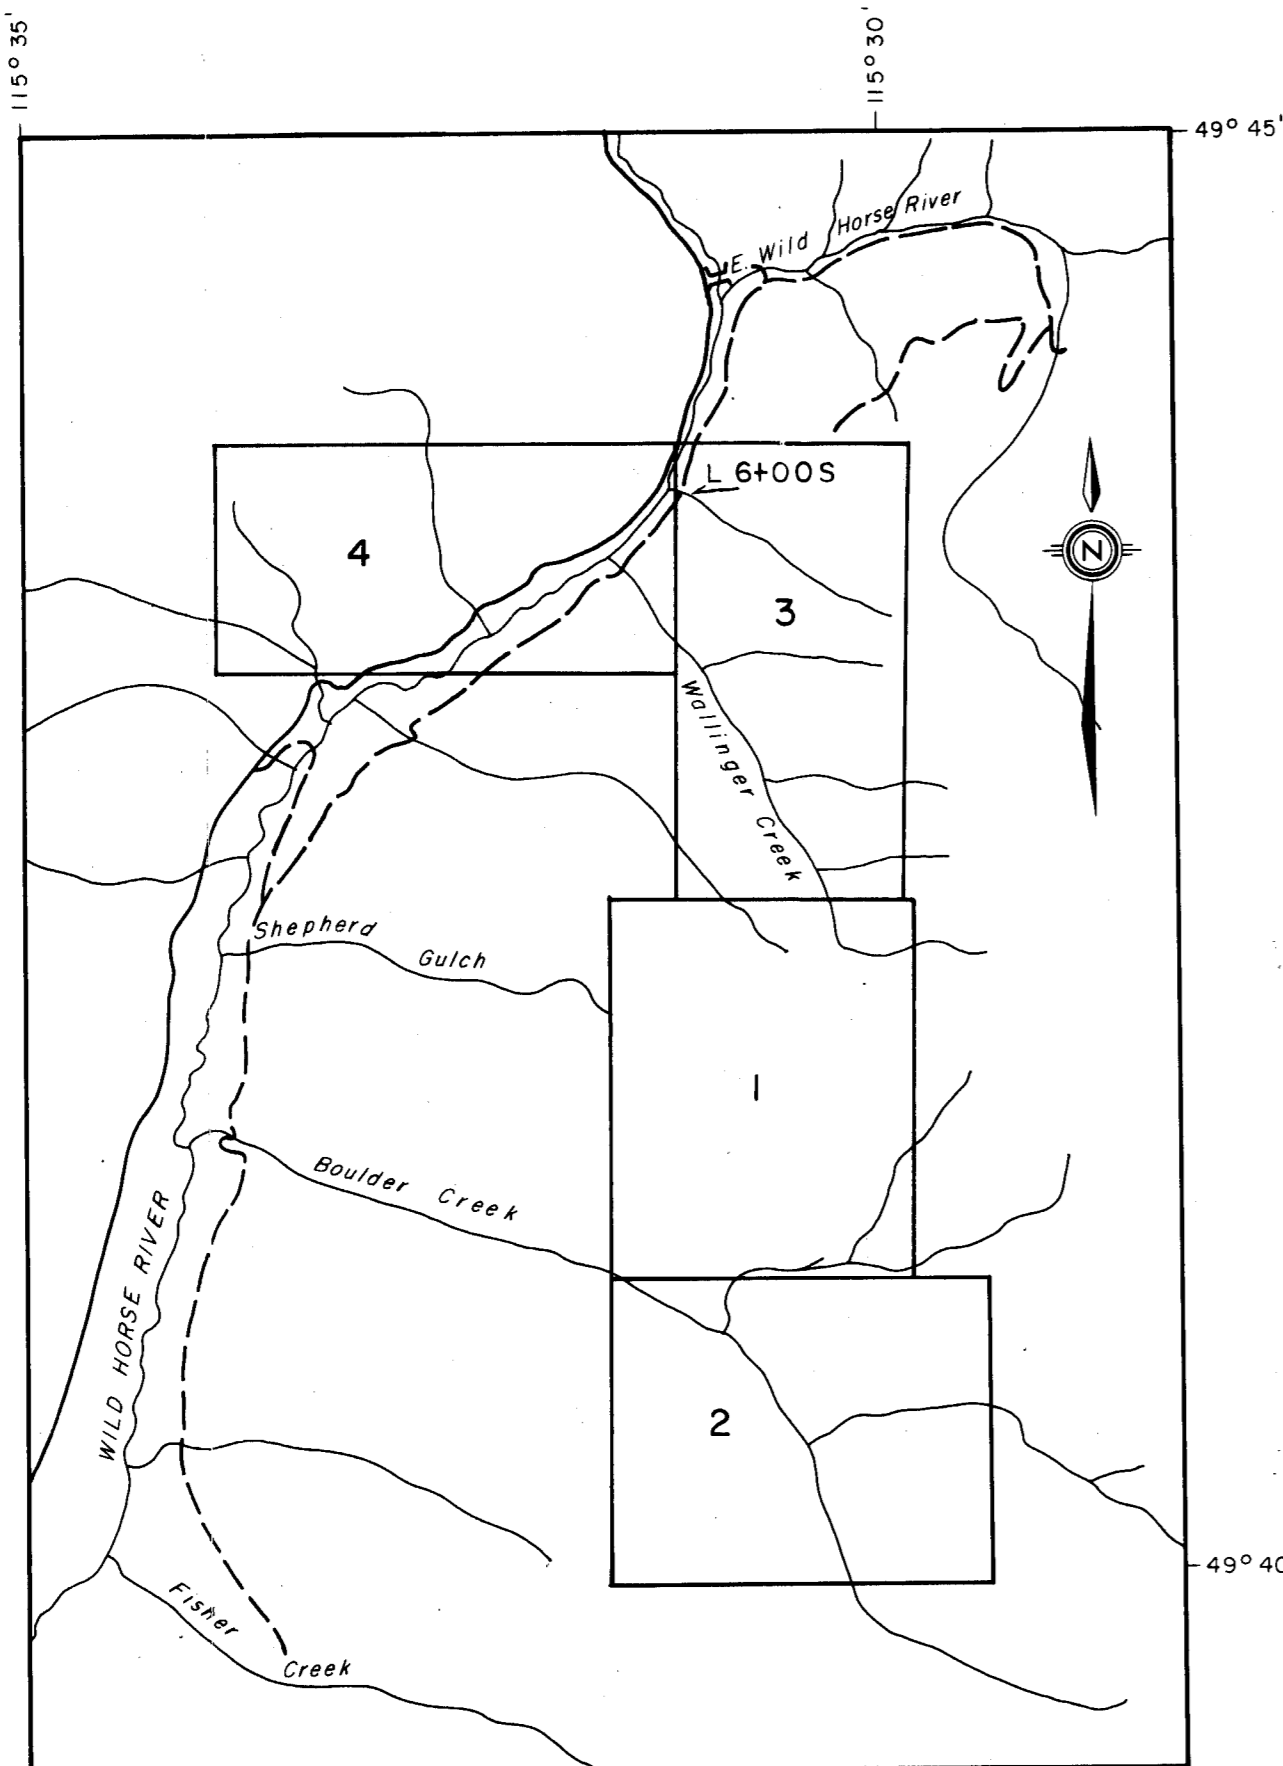 115° 35'
115° 30'
49° 45'
E. Wild Horse River
L 6+00S
4
3
N
Wallinger Creek
Shepherd Gulch
1
Boulder Creek
WILD HORSE RIVER
2
49° 40
Fisher Creek